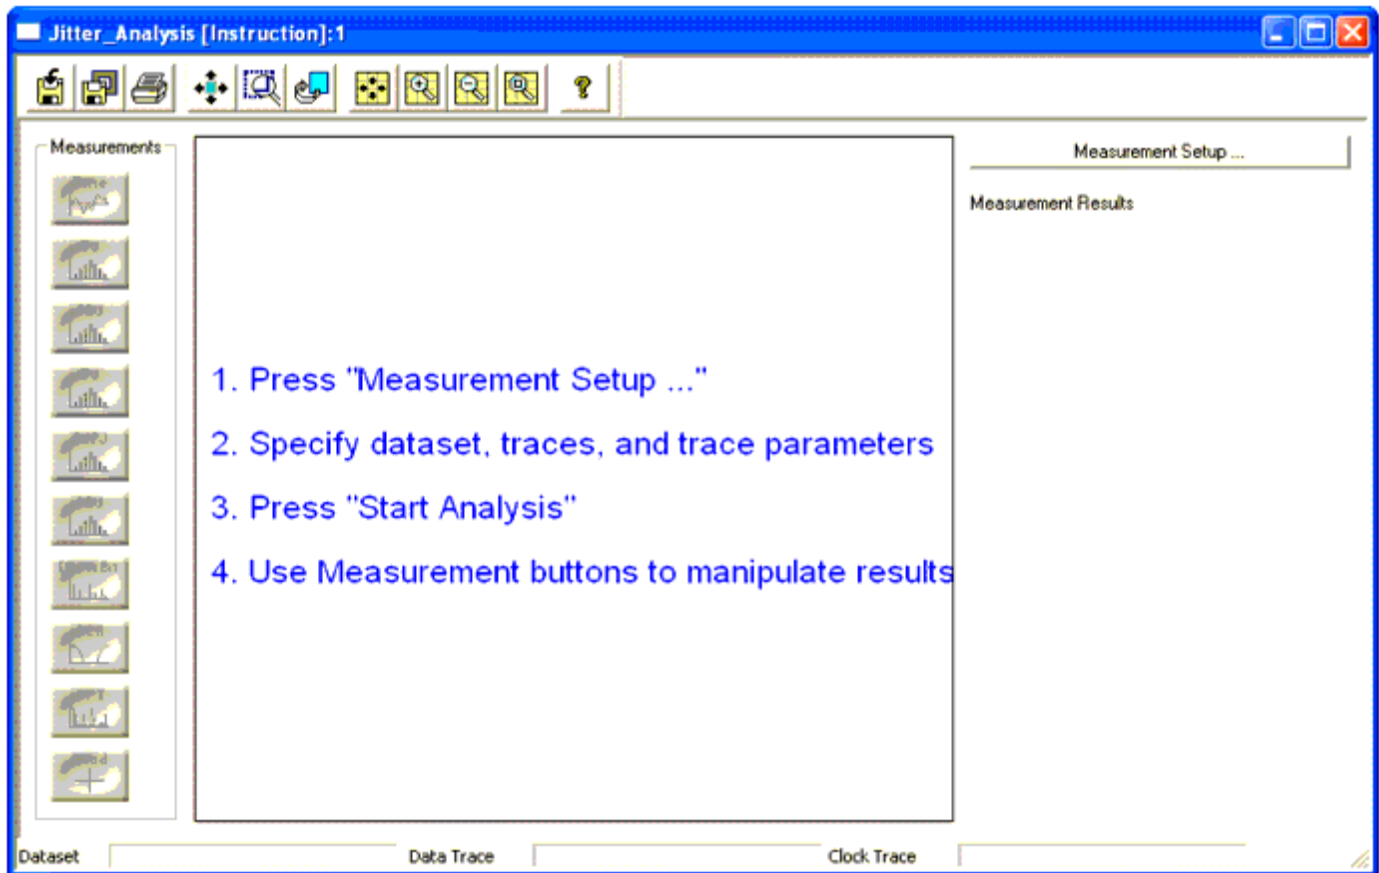 Jitter_Analysis [Instruction]:1
Measurements
Measurement Setup ...
Measurement Results
1. Press "Measurement Setup ..."
2. Specify dataset, traces, and trace parameters
3. Press "Start Analysis"
4. Use Measurement buttons to manipulate results
Dataset
Data Trace
Clock Trace